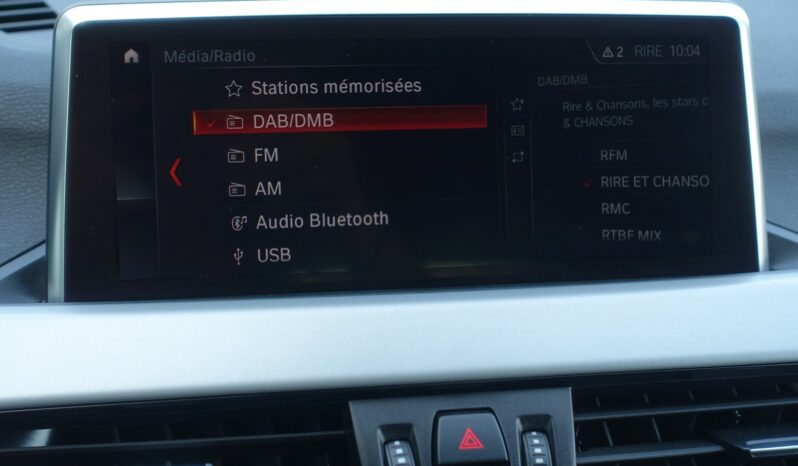 Média/Radio
2 RIRE 10:04
Stations mémorisées
DAB/DMB
FM
AM
Audio Bluetooth
USB
DAB/DMB
Rire & Chansons, les stars
& CHANSONS
RFM
RIRE ET CHANSO
RMC
RTBF MIX